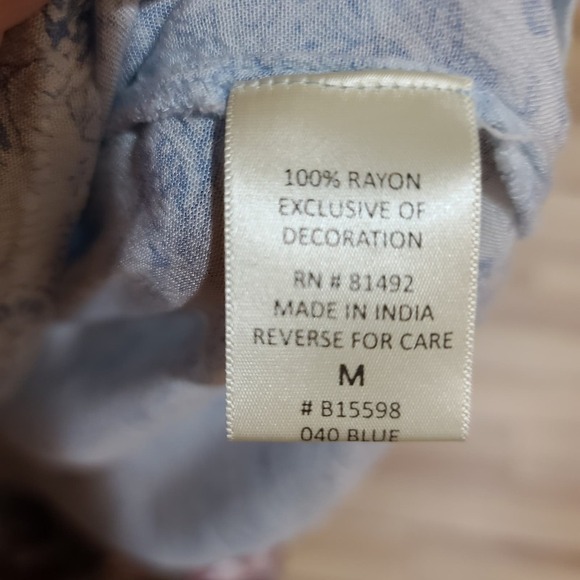 100% RAYON
EXCLUSIVE OF
DECORATION
RN # 81492
MADE IN INDIA
REVERSE FOR CARE
M
# B15598
040 BLUE